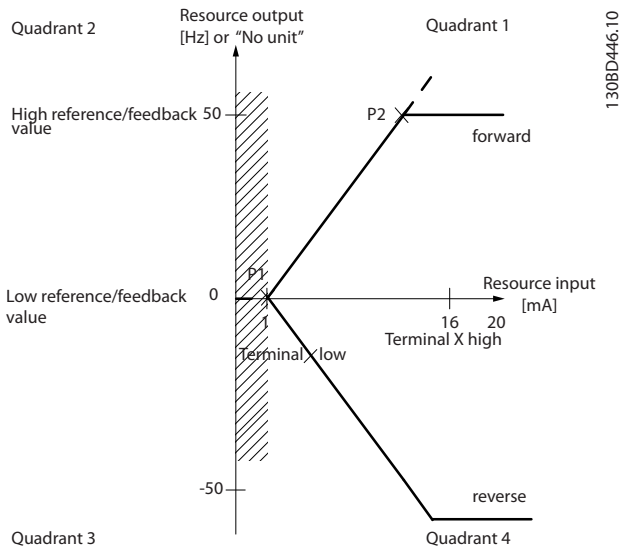 Resource output
Quadrant 2
[Hz] or “No unit”
Quadrant 1
130BD446.10
High reference/feedback
value
50
P2
forward
P1
Low reference/feedback
value
0
Resource input
[mA]
1
16
20
Terminal X high
Terminal low
-50
reverse
Quadrant 3
Quadrant 4